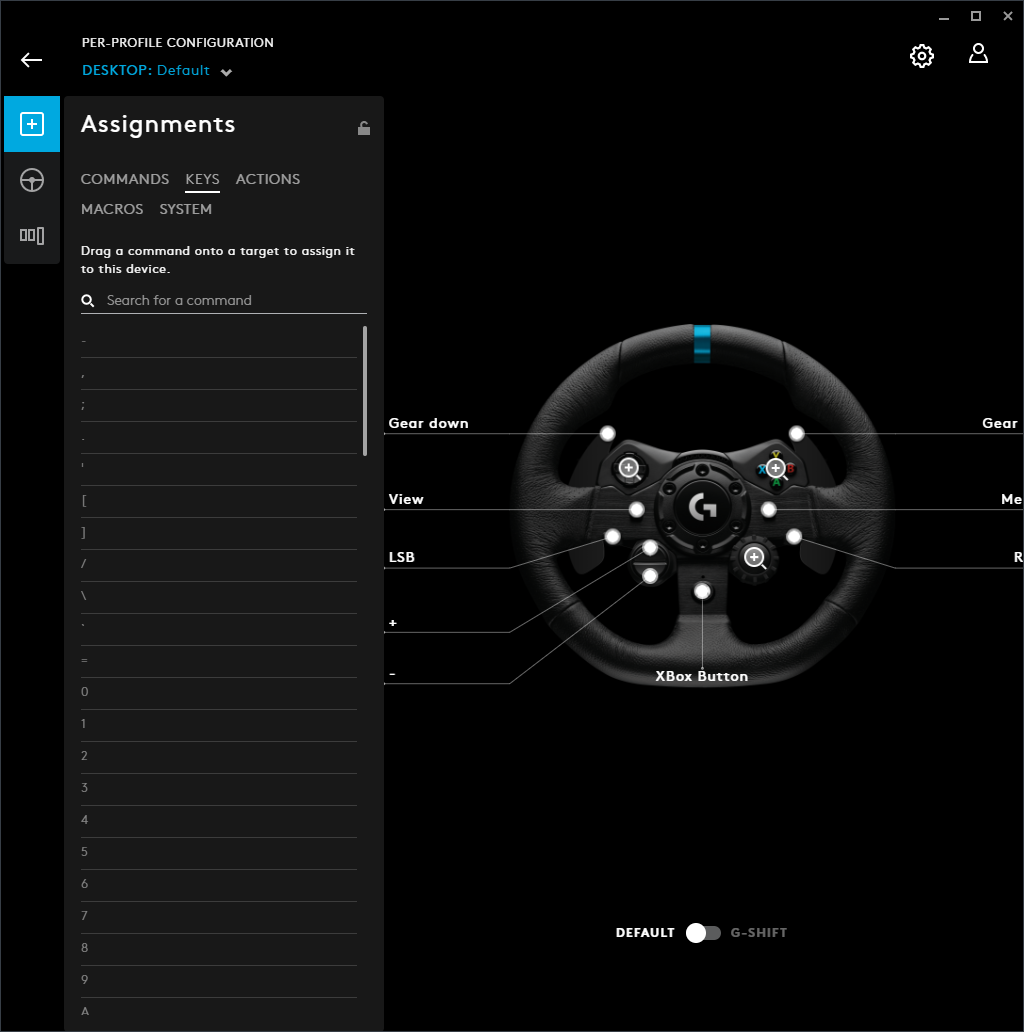 PER-PROFILE CONFIGURATION
DESKTOP: Default
Assignments
COMMANDS KEYS ACTIONS
MACROS SYSTEM
Drag a command onto a target to assign it
to this device.
Search for a command
-
,
;
.
'
[
]
/
\
`
=
0
1
2
3
4
5
6
7
8
9
A
Gear down
Gear
View
Me
LSB
R
+
-
Y
X
B
A
XBox Button
DEFAULT G-SHIFT